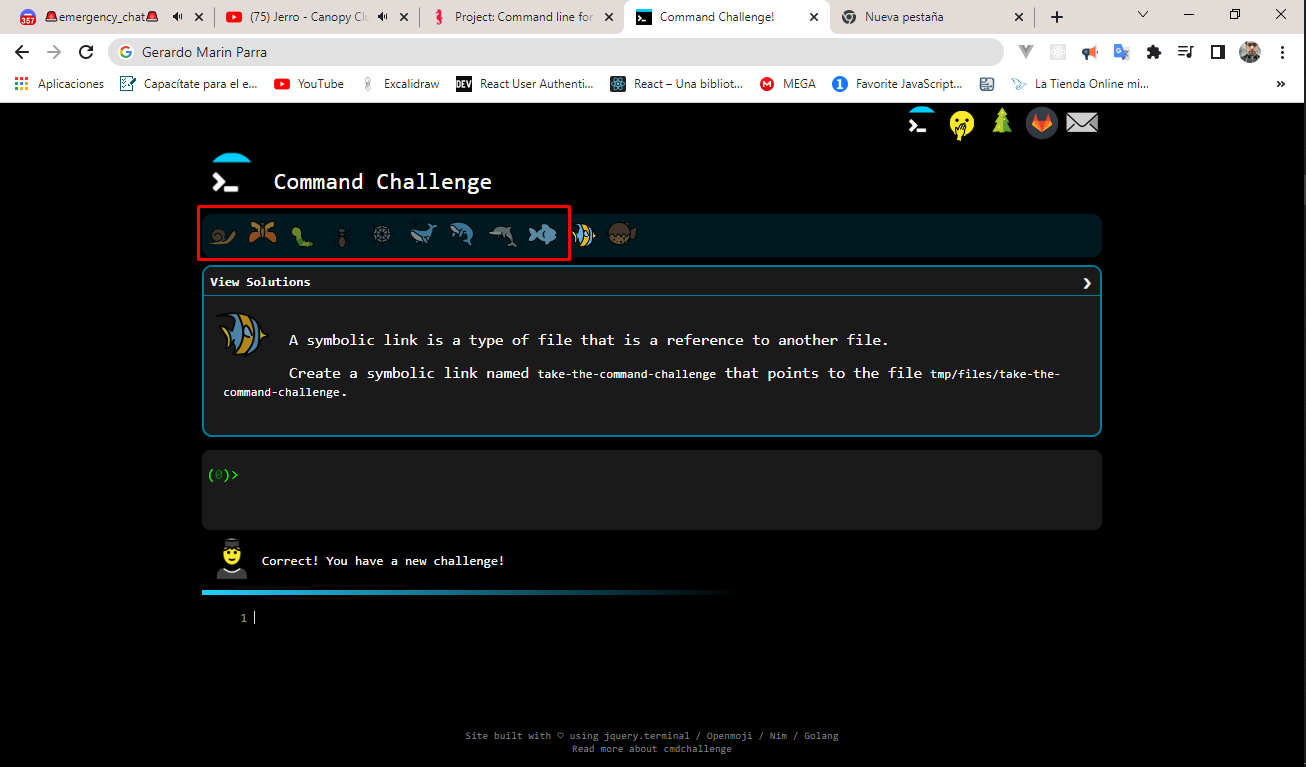 357 🚨emergency_chat🚨
(75) Jerro - Canopy Cl
Project: Command line for
Command Challenge!
Nueva pestaña
Gerardo Marin Parra
Aplicaciones
Capacítate para el e...
YouTube
Excalidraw
DEV React User Authenti...
React – Una bibliot...
MEGA
1 Favorite JavaScript...
La Tienda Online mi...
»
>_ Command Challenge
View Solutions ❯
A symbolic link is a type of file that is a reference to another file.
Create a symbolic link named take-the-command-challenge that points to the file tmp/files/take-the-
command-challenge.
(0)>
Correct! You have a new challenge!
1
Site built with ♡ using jquery.terminal / Openmoji / Nim / Golang
Read more about cmdchallenge